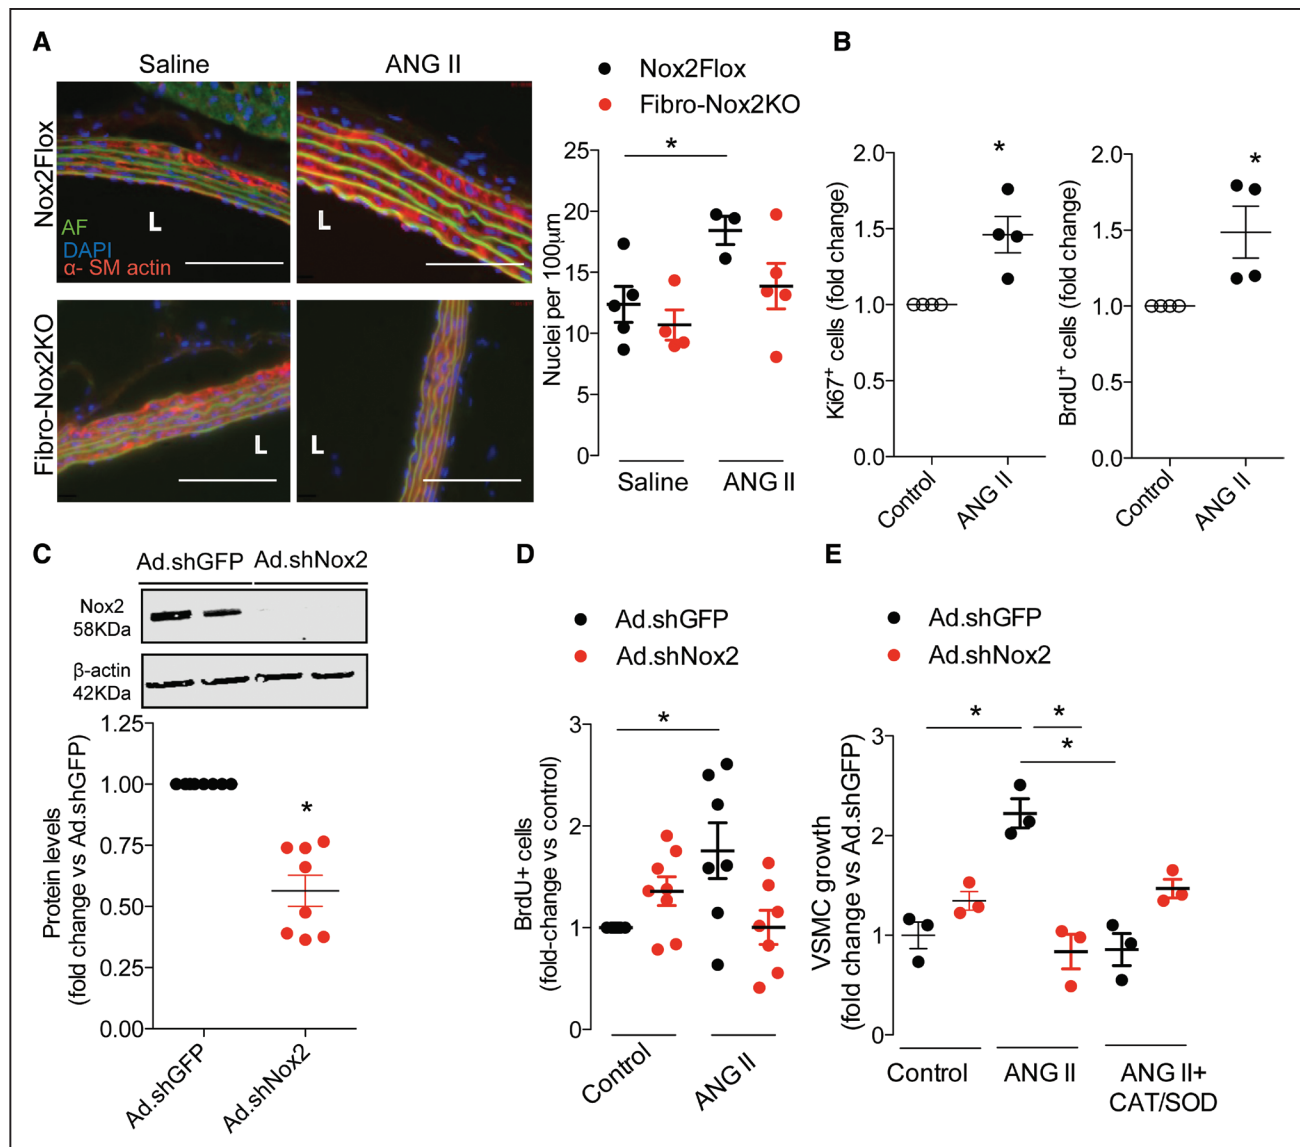 A
Saline
ANG II
Nox2Flox
Fibro-Nox2KO
L
AF
DAPI
α- SM actin
L
L
L
Nox2Flox
Fibro-Nox2KO
*
Nuclei per 100µm
25
20
15
10
5
0
Saline
ANG II
B
Ki67+ cells (fold change)
2.0
1.5
1.0
0.5
0.0
*
Control
ANG II
BrdU+ cells (fold change)
2.0
1.5
1.0
0.5
0.0
*
Control
ANG II
C
Ad.shGFP
Ad.shNox2
Nox2
58KDa
β-actin
42KDa
Protein levels
(fold change vs Ad.shGFP)
1.25
1.00
0.75
0.50
0.25
0.00
*
Ad.shGFP
Ad.shNox2
D
Ad.shGFP
Ad.shNox2
BrdU+ cells
(fold-change vs control)
3
2
1
0
*
Control
ANG II
E
Ad.shGFP
Ad.shNox2
VSMC growth
(fold change vs Ad.shGFP)
3
2
1
0
*
*
*
Control
ANG II
ANG II+
CAT/SOD